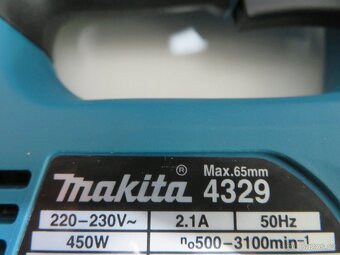 Max.65mm
makita® 4329
220-230V~ 2.1A 50Hz
450W n₀500-3100min⁻¹